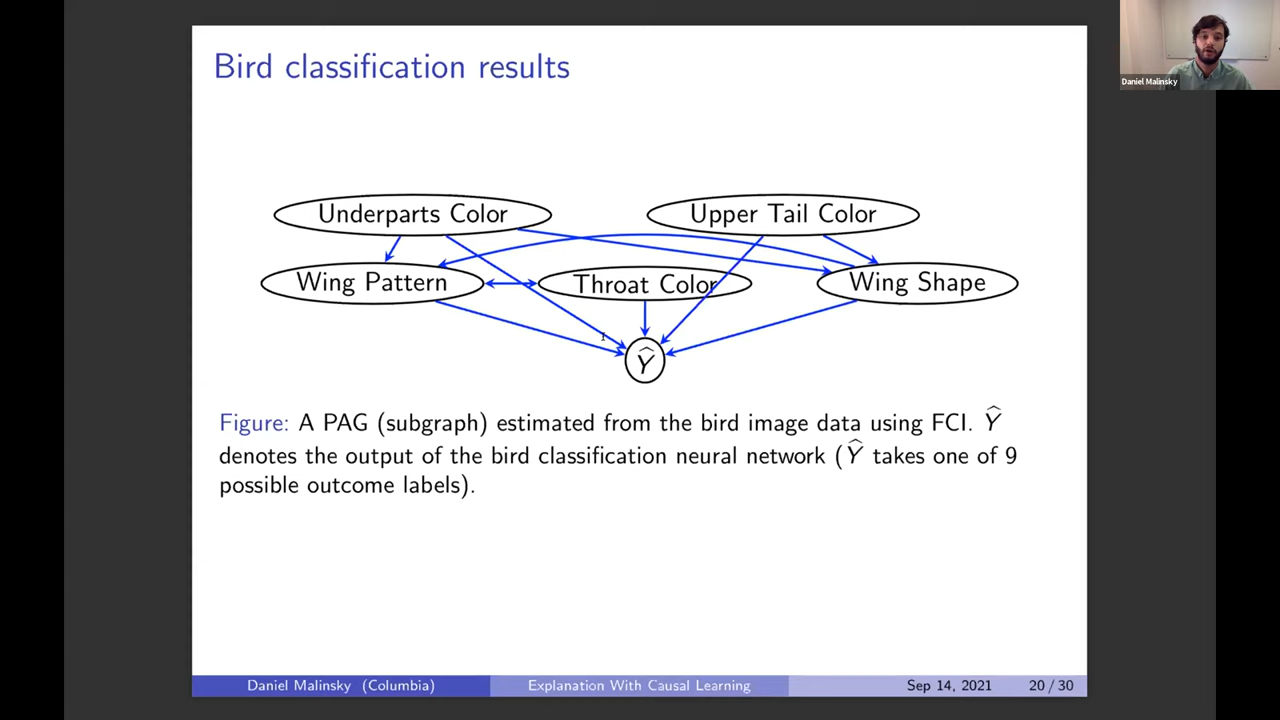 Bird classification results
Daniel Malinsky
Underparts Color
Upper Tail Color
Wing Pattern
Throat Color
Wing Shape
Ŷ
Figure: A PAG (subgraph) estimated from the bird image data using FCI. Ŷ
denotes the output of the bird classification neural network (Ŷ takes one of 9
possible outcome labels).
Daniel Malinsky (Columbia)
Explanation With Causal Learning
Sep 14, 2021
20 / 30